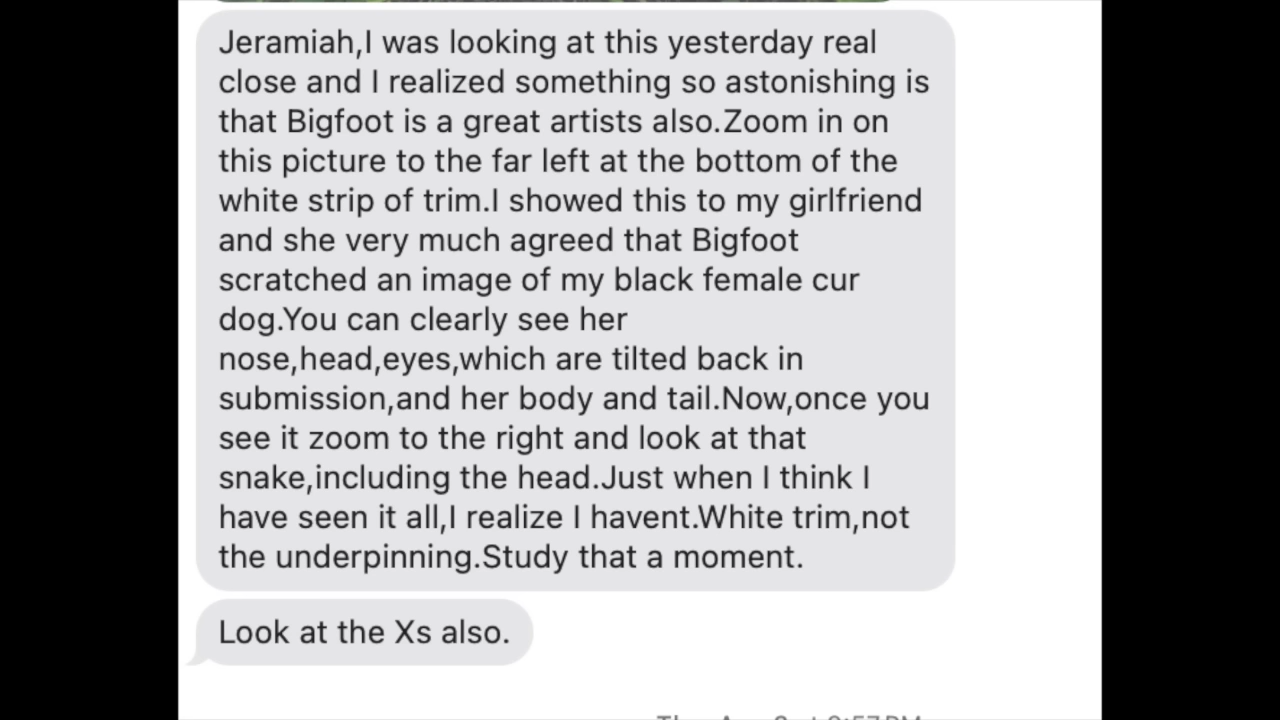 Jeramiah,I was looking at this yesterday real
close and I realized something so astonishing is
that Bigfoot is a great artists also.Zoom in on
this picture to the far left at the bottom of the
white strip of trim.I showed this to my girlfriend
and she very much agreed that Bigfoot
scratched an image of my black female cur
dog.You can clearly see her
nose,head,eyes,which are tilted back in
submission,and her body and tail.Now,once you
see it zoom to the right and look at that
snake,including the head.Just when I think I
have seen it all,I realize I havent.White trim,not
the underpinning.Study that a moment.
Look at the Xs also.